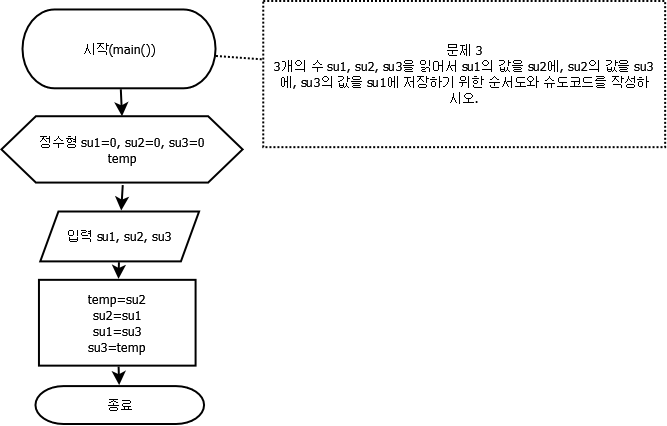 시작(main())
문제 3
3개의 수 su1, su2, su3을 읽어서 su1의 값을 su2에, su2의 값을 su3
에, su3의 값을 su1에 저장하기 위한 순서도와 슈도코드를 작성하
시오.
정수형 su1=0, su2=0, su3=0
temp
입력 su1, su2, su3
temp=su2
su2=su1
su1=su3
su3=temp
종료